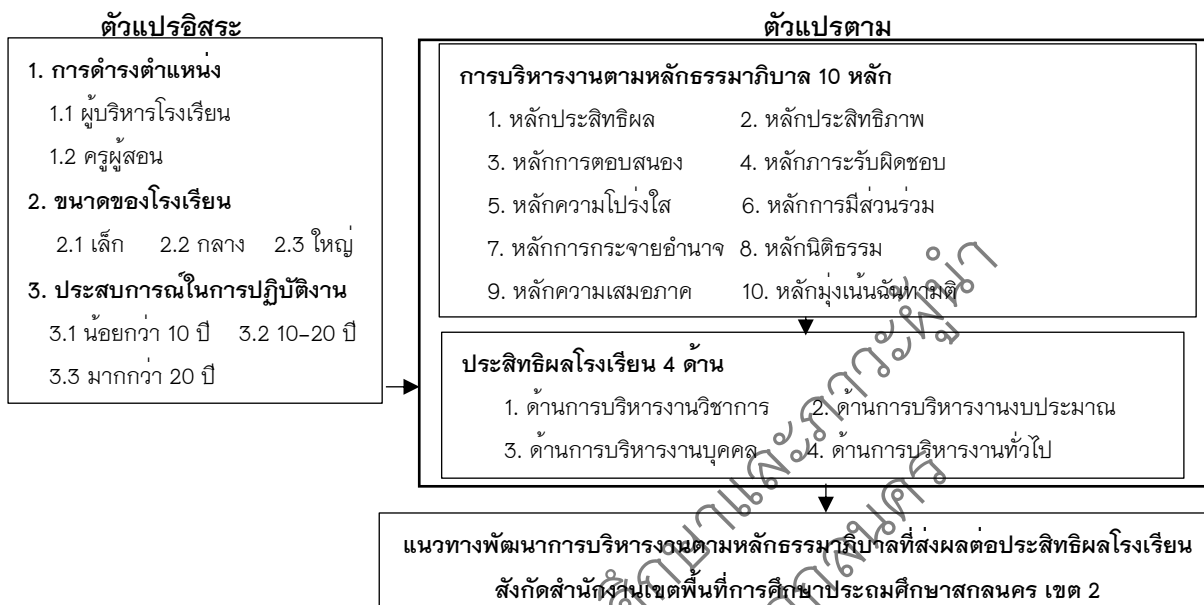 ตัวแปรอิสระ
1. การดำรงตำแหน่ง
1.1 ผู้บริหารโรงเรียน
1.2 ครูผู้สอน
2. ขนาดของโรงเรียน
2.1 เล็ก 2.2 กลาง 2.3 ใหญ่
3. ประสบการณ์ในการปฏิบัติงาน
3.1 น้อยกว่า 10 ปี 3.2 10–20 ปี
3.3 มากกว่า 20 ปี
ตัวแปรตาม
การบริหารงานตามหลักธรรมาภิบาล 10 หลัก
1. หลักประสิทธิผล 2. หลักประสิทธิภาพ
3. หลักการตอบสนอง 4. หลักภาระรับผิดชอบ
5. หลักความโปร่งใส 6. หลักการมีส่วนร่วม
7. หลักการกระจายอำนาจ 8. หลักนิติธรรม
9. หลักความเสมอภาค 10. หลักมุ่งเน้นฉันทามติ
ประสิทธิผลโรงเรียน 4 ด้าน
1. ด้านการบริหารงานวิชาการ 2. ด้านการบริหารงานงบประมาณ
3. ด้านการบริหารงานบุคคล 4. ด้านการบริหารงานทั่วไป
แนวทางพัฒนาการบริหารงานตามหลักธรรมาภิบาลที่ส่งผลต่อประสิทธิผลโรงเรียน
สังกัดสำนักงานเขตพื้นที่การศึกษาประถมศึกษาสกลนคร เขต 2